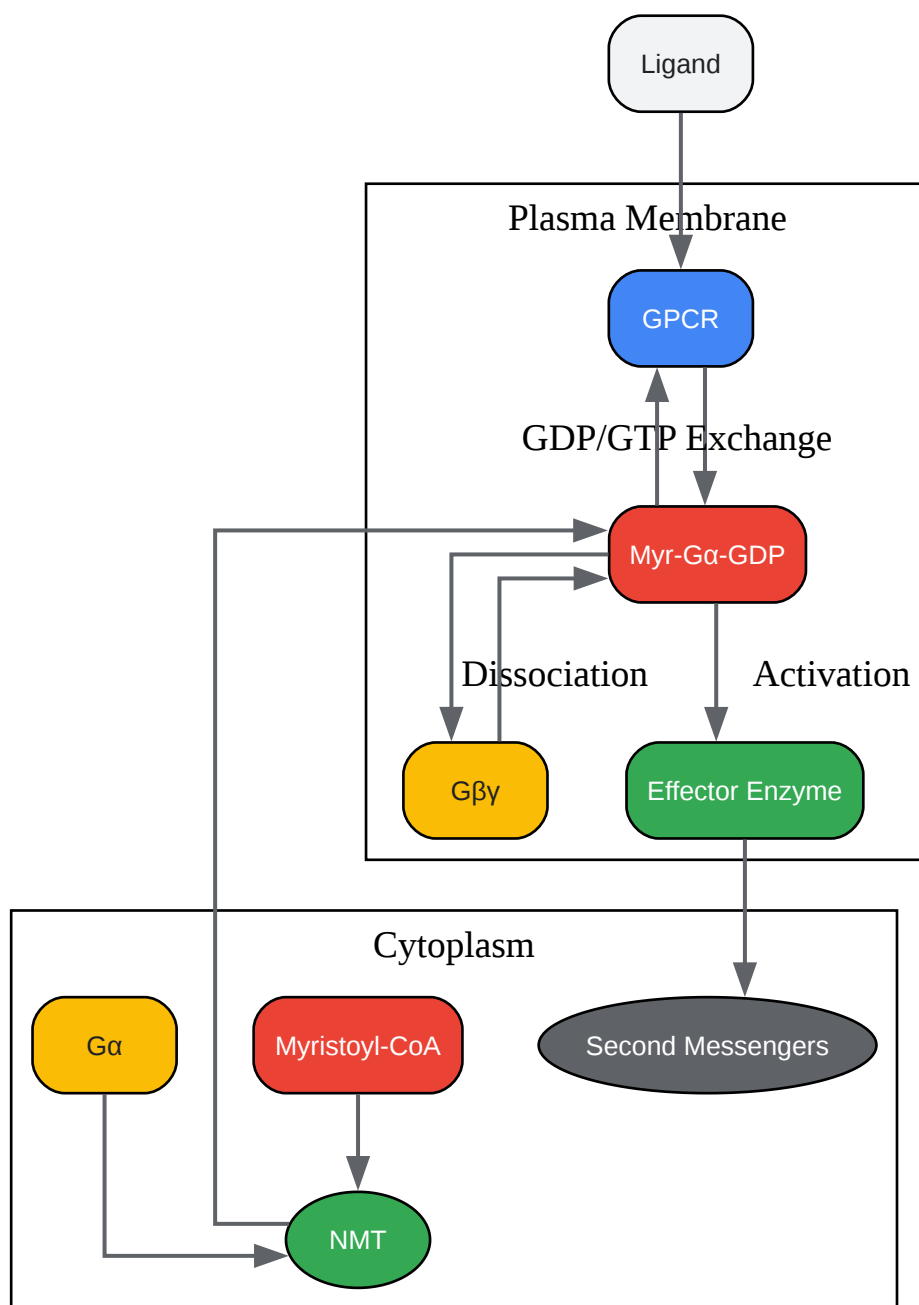 Ligand
Plasma Membrane
GPCR
GDP/GTP Exchange
Myr-Gα-GDP
Dissociation
Activation
Gβγ
Effector Enzyme
Cytoplasm
Gα
Myristoyl-CoA
Second Messengers
NMT